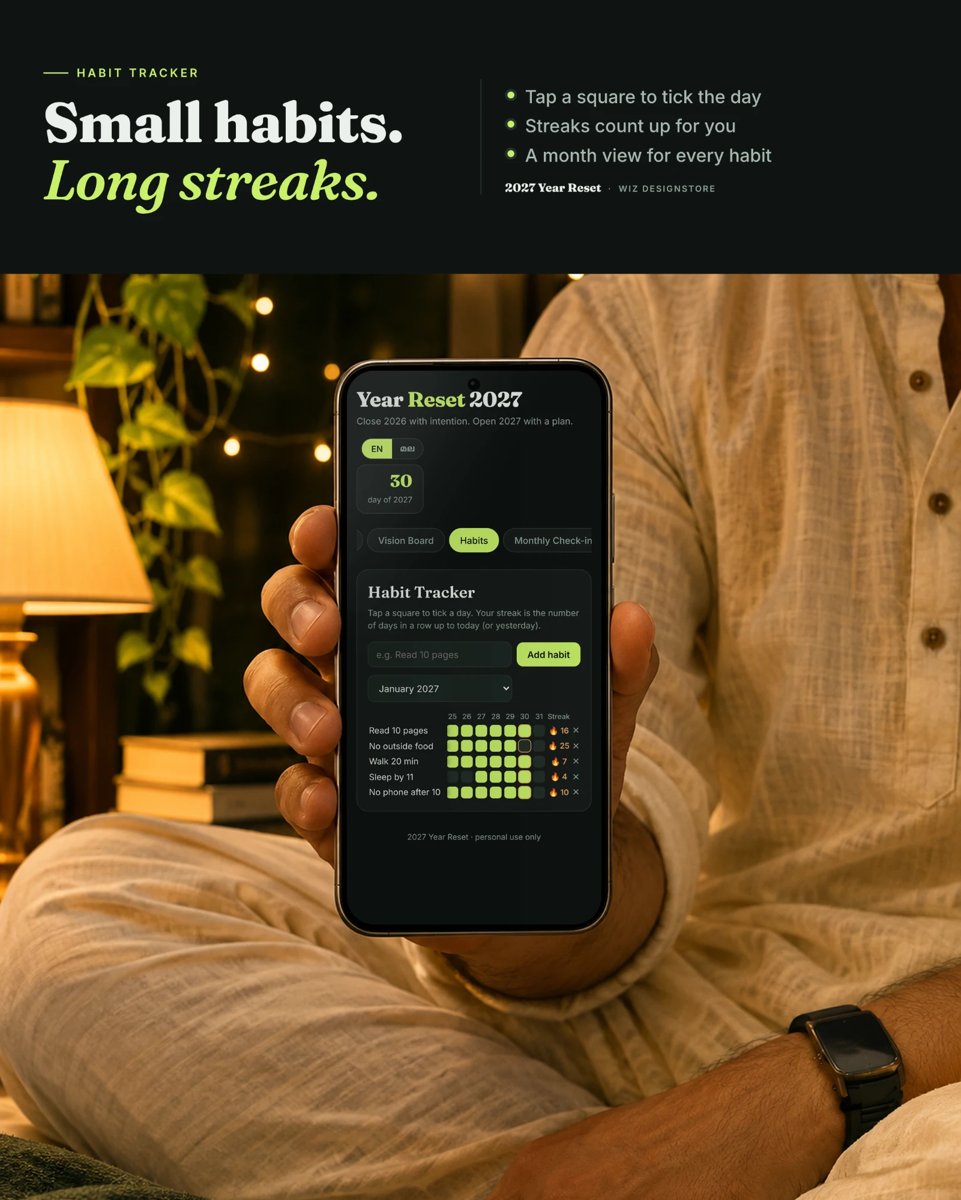 HABIT TRACKER
Small habits.
Long streaks.
Tap a square to tick the day
Streaks count up for you
A month view for every habit
2027 Year Reset · WIZ DESIGNSTORE
Year Reset 2027
Close 2026 with intention. Open 2027 with a plan.
EN മല
30
day of 2027
Vision Board Habits Monthly Check-in
Habit Tracker
Tap a square to tick a day. Your streak is the number
of days in a row up to today (or yesterday).
e.g. Read 10 pages Add habit
January 2027
25 26 27 28 29 30 31 Streak
Read 10 pages 🔥 16 ×
No outside food 🔥 25 ×
Walk 20 min 🔥 7 ×
Sleep by 11 🔥 4 ×
No phone after 10 🔥 10 ×
2027 Year Reset · personal use only